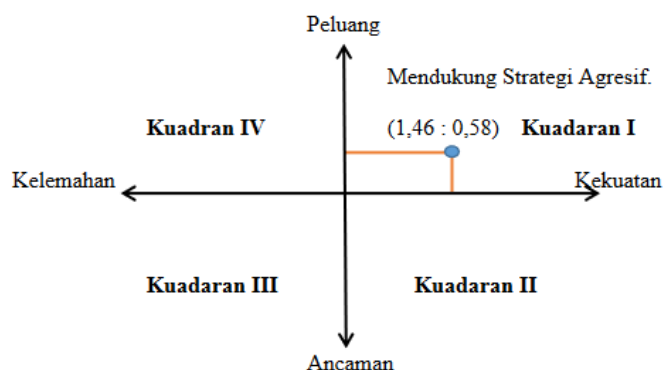 Peluang
Mendukung Strategi Agresif.
Kuadran IV
(1,46 : 0,58)
Kuadaran I
Kelemahan
Kekuatan
Kuadaran III
Kuadaran II
Ancaman